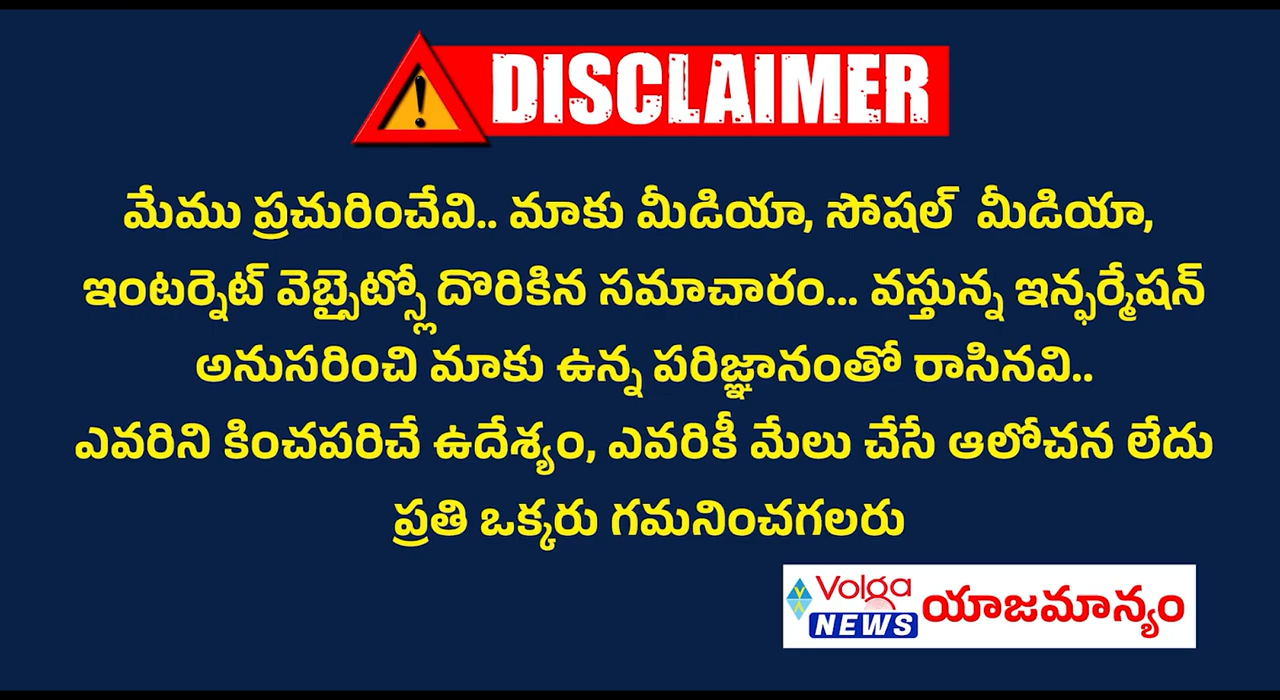 DISCLAIMER
మేము ప్రచురించేవి.. మాకు మీడియా, సోషల్ మీడియా,
ఇంటర్నెట్ వెబ్సైట్స్లో దొరికిన సమాచారం... వస్తున్న ఇన్ఫర్మేషన్
అనుసరించి మాకు ఉన్న పరిజ్ఞానంతో రాసినవి..
ఎవరిని కించపరిచే ఉదేశ్యం, ఎవరికీ మేలు చేసే ఆలోచన లేదు
ప్రతి ఒక్కరు గమనించగలరు
Volga
NEWS యాజమాన్యం